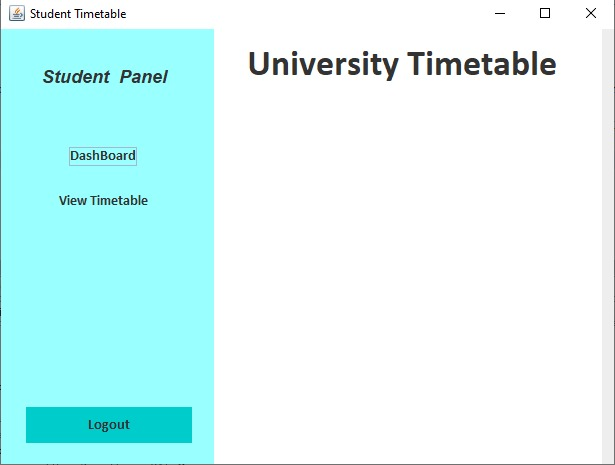 Student Timetable
Student Panel
University Timetable
DashBoard
View Timetable
Logout